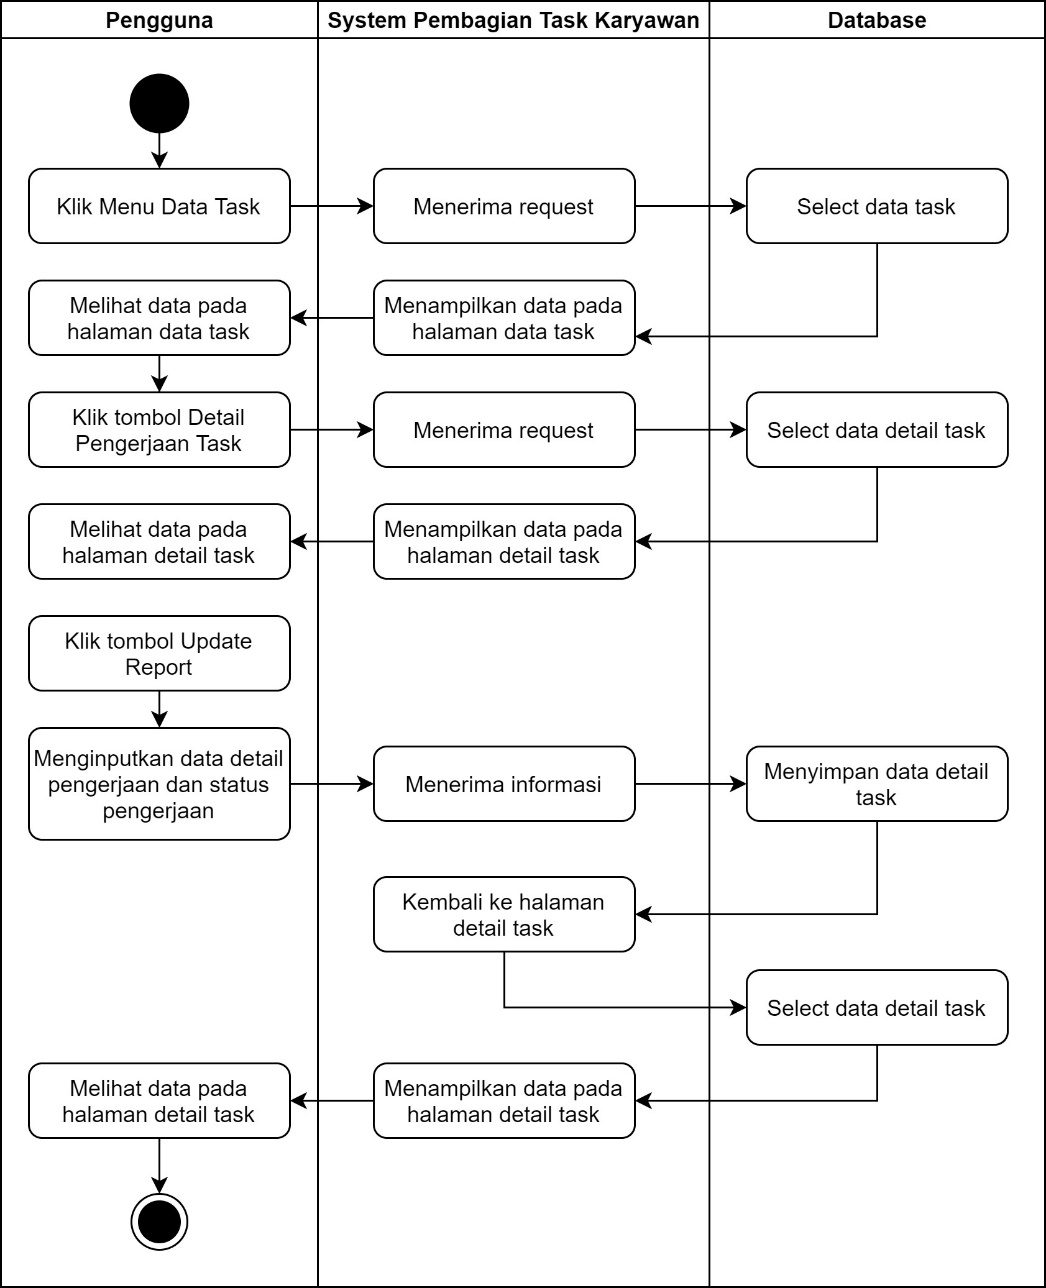 Pengguna
System Pembagian Task Karyawan
Database
Klik Menu Data Task
Menerima request
Select data task
Melihat data pada
halaman data task
Menampilkan data pada
halaman data task
Klik tombol Detail
Pengerjaan Task
Menerima request
Select data detail task
Melihat data pada
halaman detail task
Menampilkan data pada
halaman detail task
Klik tombol Update
Report
Menginputkan data detail
pengerjaan dan status
pengerjaan
Menerima informasi
Menyimpan data detail
task
Kembali ke halaman
detail task
Select data detail task
Melihat data pada
halaman detail task
Menampilkan data pada
halaman detail task